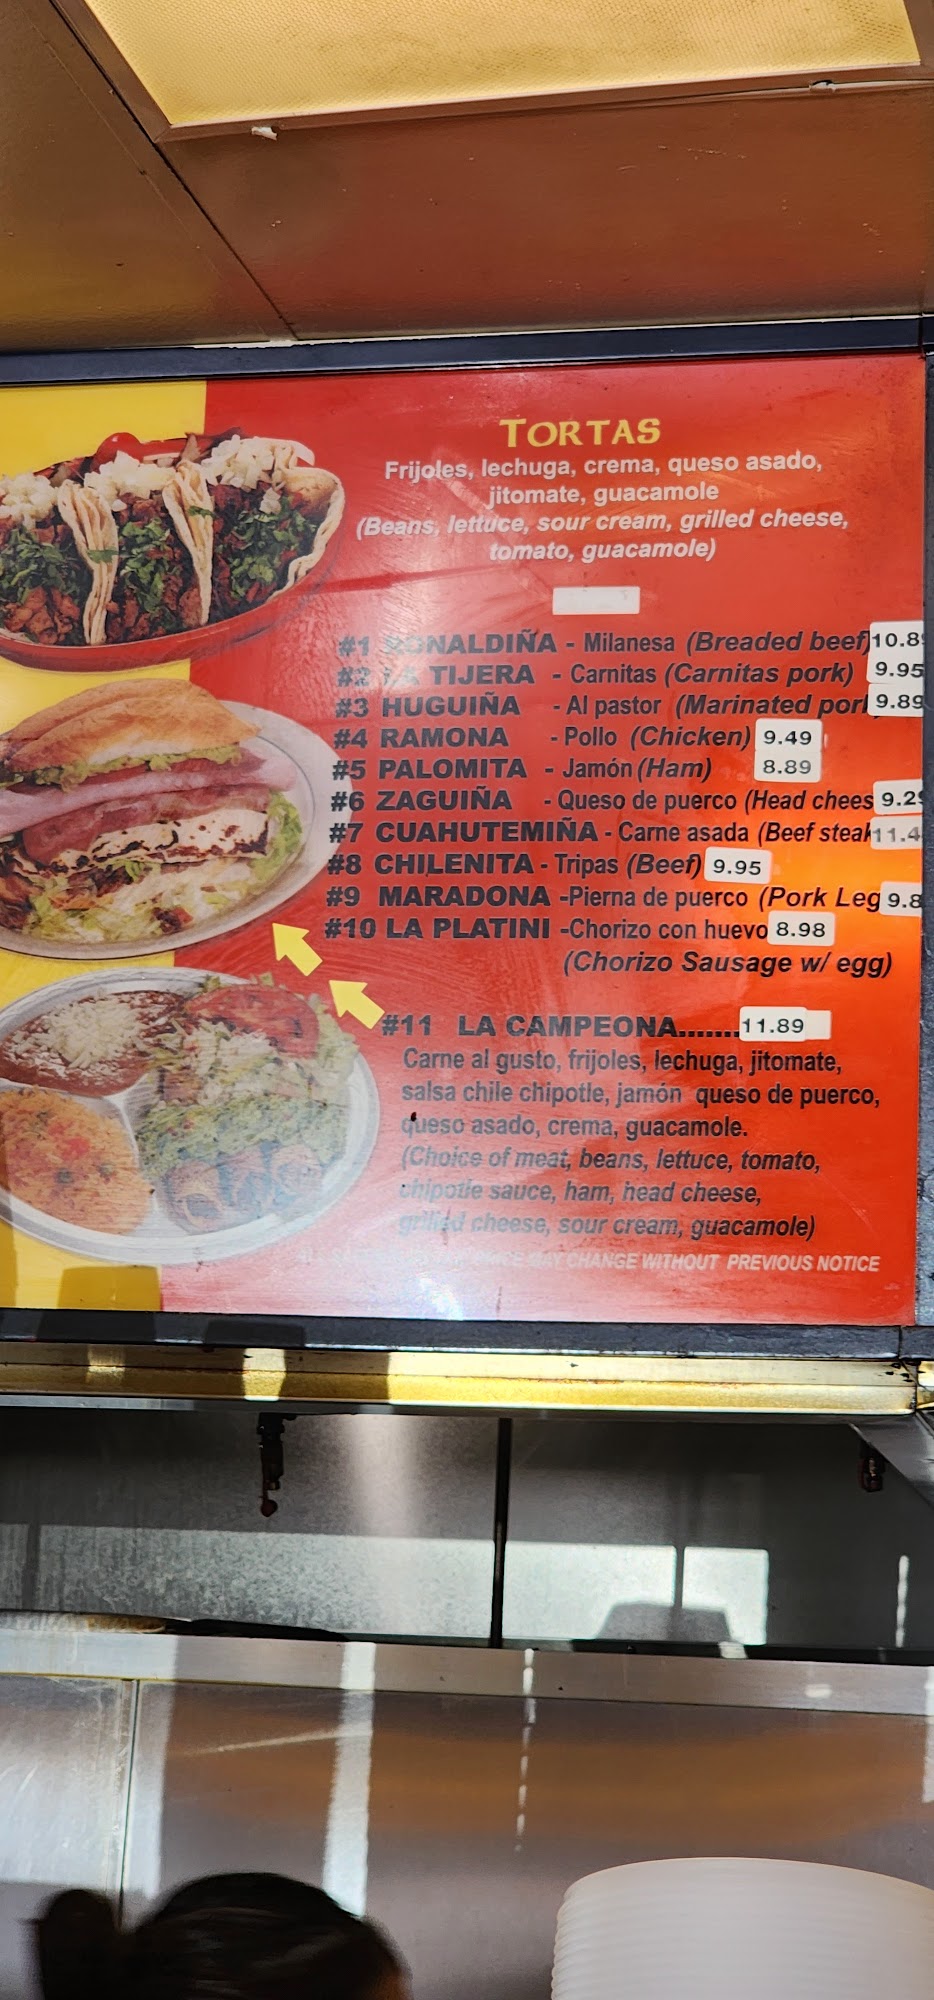 TORTAS
Frijoles, lechuga, crema, queso asado,
jitomate, guacamole
(Beans, lettuce, sour cream, grilled cheese,
tomato, guacamole)
#1 RONALDIÑA - Milanesa (Breaded beef) 10.8
#2 LA TIJERA - Carnitas (Carnitas pork) 9.95
#3 HUGUIÑA - Al pastor (Marinated pork 9.89
#4 RAMONA - Pollo (Chicken) 9.49
#5 PALOMITA - Jamón (Ham) 8.89
#6 ZAGUIÑA - Queso de puerco (Head chees 9.2
#7 CUAHUTEMIÑA - Carne asada (Beef steak 11.4
#8 CHILENITA - Tripas (Beef) 9.95
#9 MARADONA -Pierna de puerco (Pork Leg 9.8
#10 LA PLATINI -Chorizo con huevo 8.98
(Chorizo Sausage w/ egg)
#11 LA CAMPEONA.......11.89
Carne al gusto, frijoles, lechuga, jitomate,
salsa chile chipotle, jamón queso de puerco,
queso asado, crema, guacamole.
(Choice of meat, beans, lettuce, tomato,
chipotle sauce, ham, head cheese,
grilled cheese, sour cream, guacamole)
PRICE MAY CHANGE WITHOUT PREVIOUS NOTICE